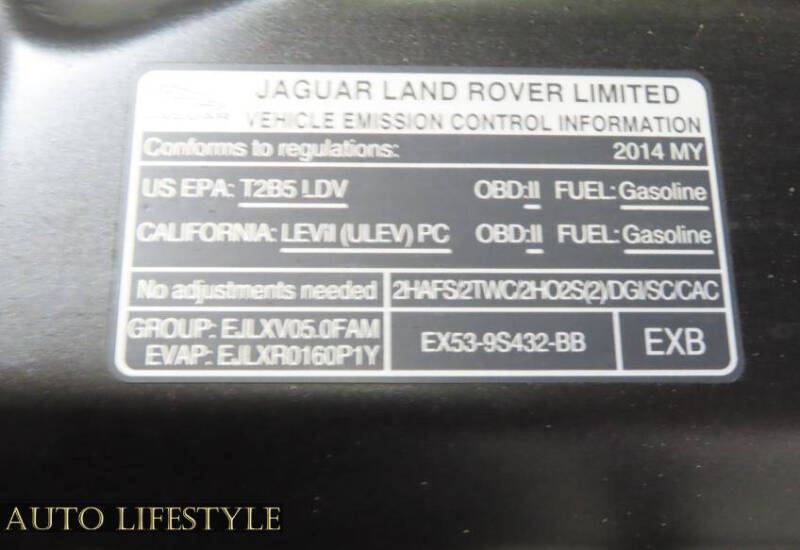 JAGUAR LAND ROVER LIMITED
JAGUAR VEHICLE EMISSION CONTROL INFORMATION
Conforms to regulations: 2014 MY
US EPA: T2B5 LDV OBD:II FUEL: Gasoline
CALIFORNIA: LEVII (ULEV) PC OBD:II FUEL: Gasoline
No adjustments needed 2HAFS/2TWC/2HO2S(2)/DGI/SC/CAC
GROUP: EJLXV05.0FAM
EVAP: EJLXR0160P1Y
EX53-9S432-BB
EXB
AUTO LIFESTYLE